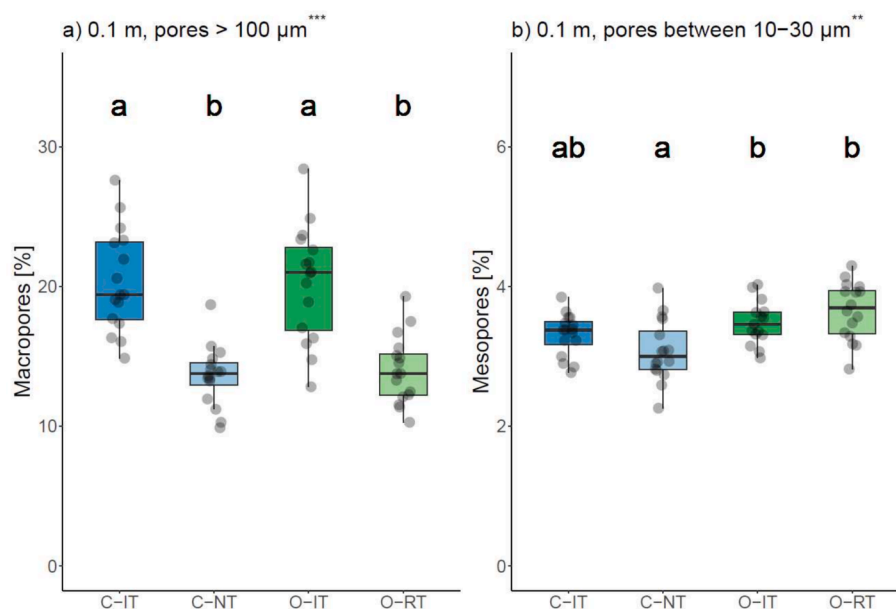 a) 0.1 m, pores > 100 µm***
a b a b
Macropores [%]
30
20
10
0
C−IT C−NT O−IT O−RT
b) 0.1 m, pores between 10−30 µm**
ab a b b
Mesopores [%]
6
4
2
0
C−IT C−NT O−IT O−RT